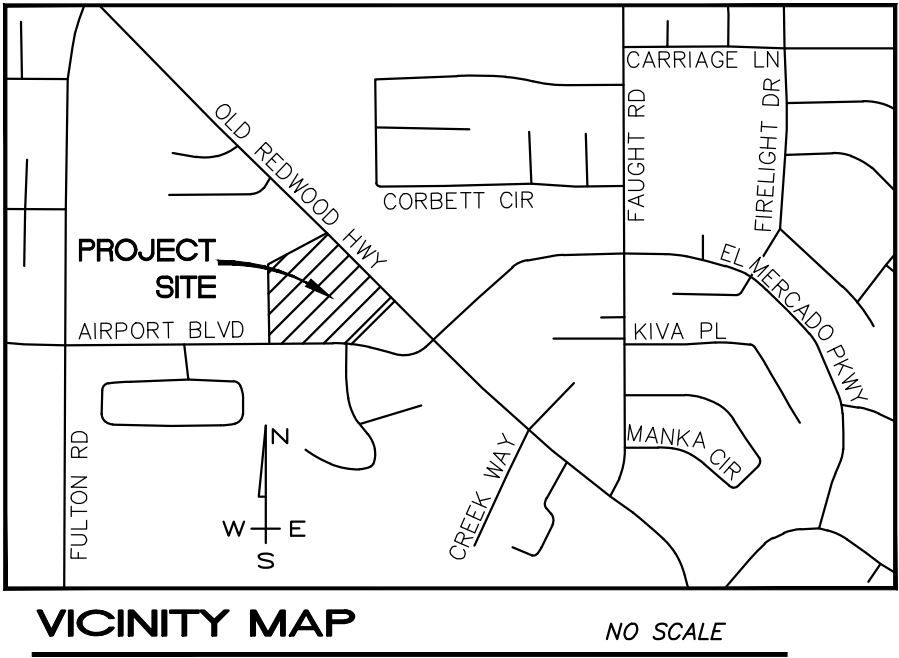 CARRIAGE LN
OLD REDWOOD HWY
FAUGHT RD
FIRELIGHT DR
CORBETT CIR
PROJECT
SITE
EL MERCADO PKWY
AIRPORT BLVD
KIVA PL
MANKA CIR
FULTON RD
CREEK WAY
N
W E
S
VICINITY MAP
NO SCALE